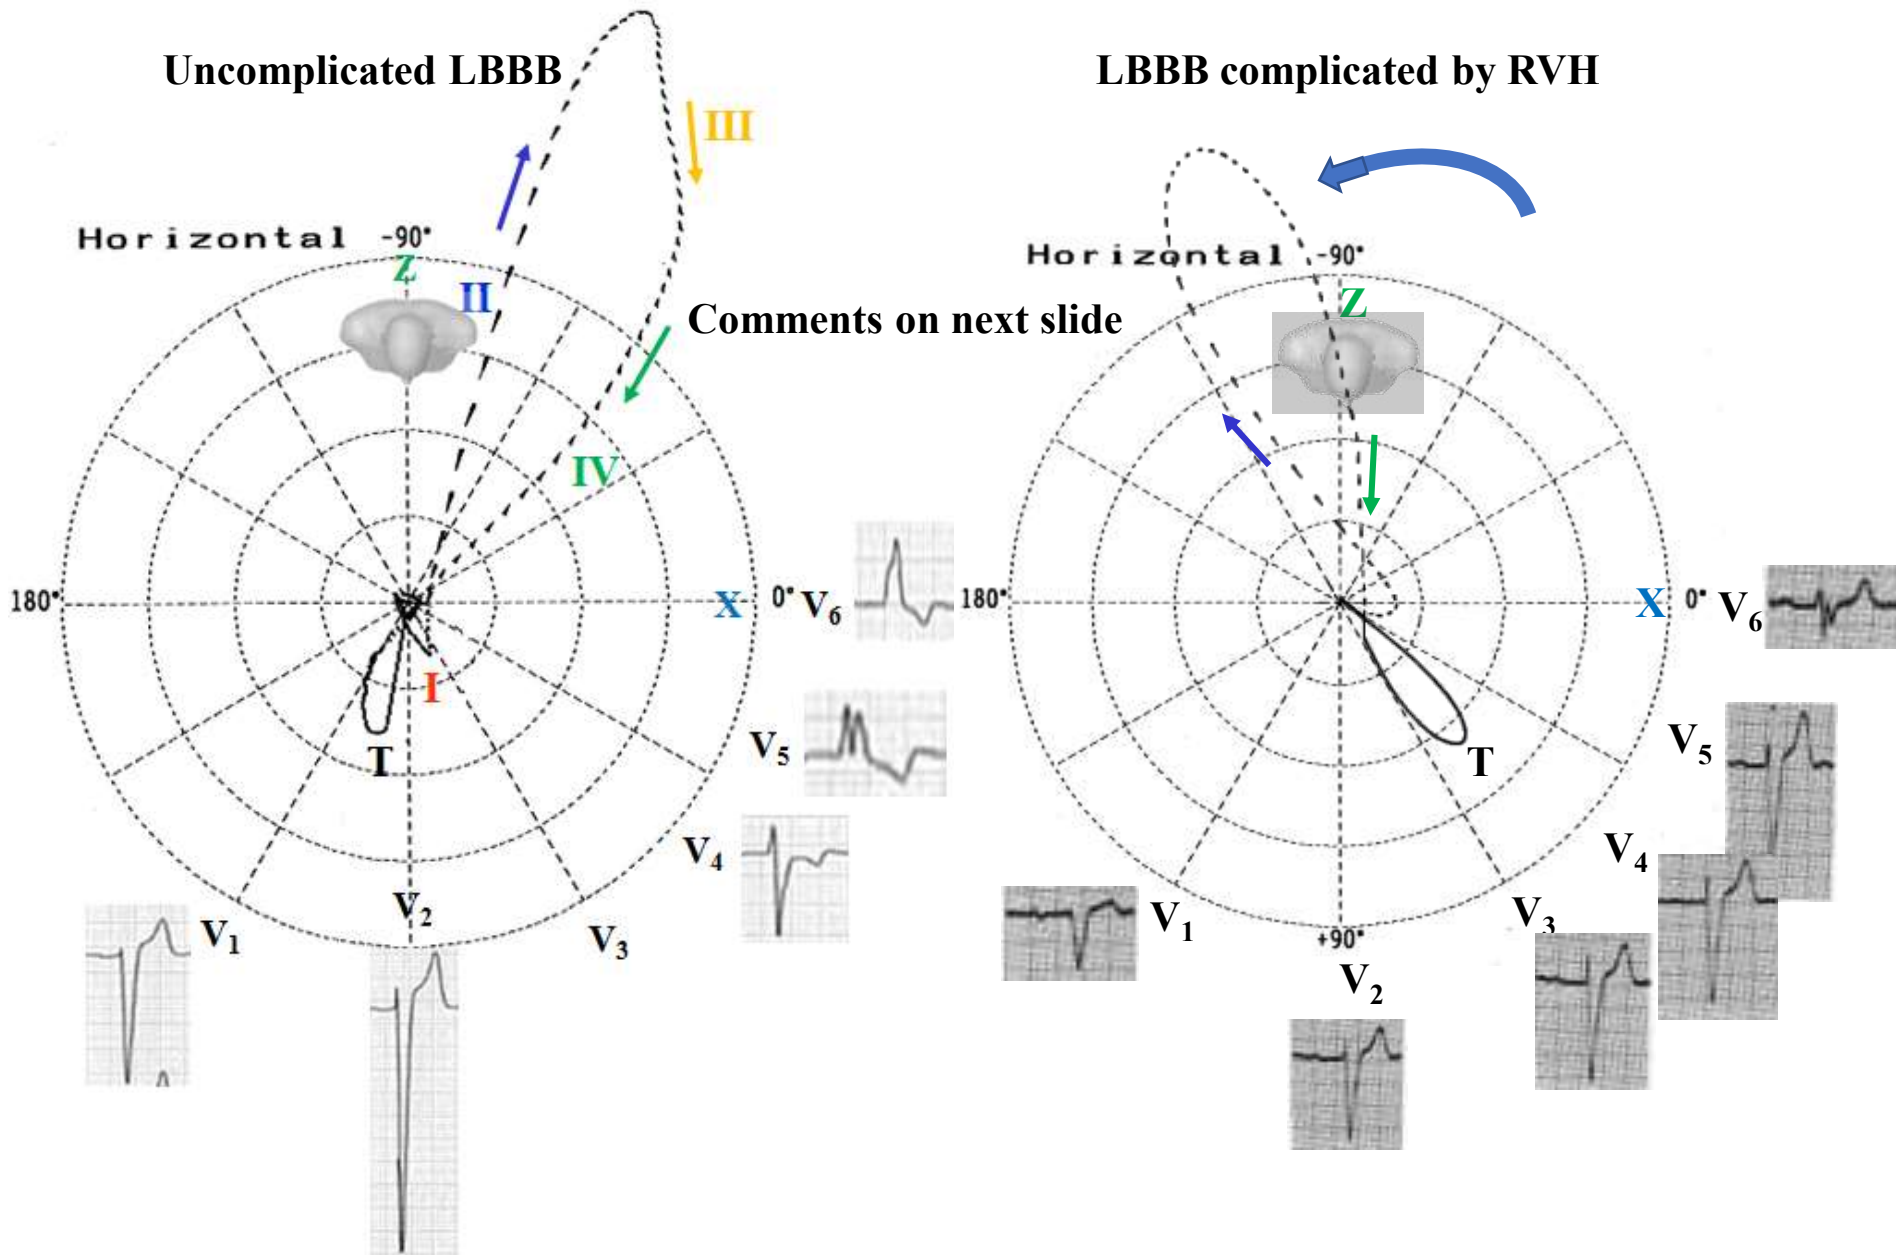 Uncomplicated LBBB
III
Horizontal -90°
Z
II
Comments on next slide
IV
180°
X
0°
V6
I
V5
T
V4
V2
V1
V3
LBBB complicated by RVH
Horizontal -90°
Z
180°
X
0°
V6
V5
T
V4
V1
V3
+90°
V2